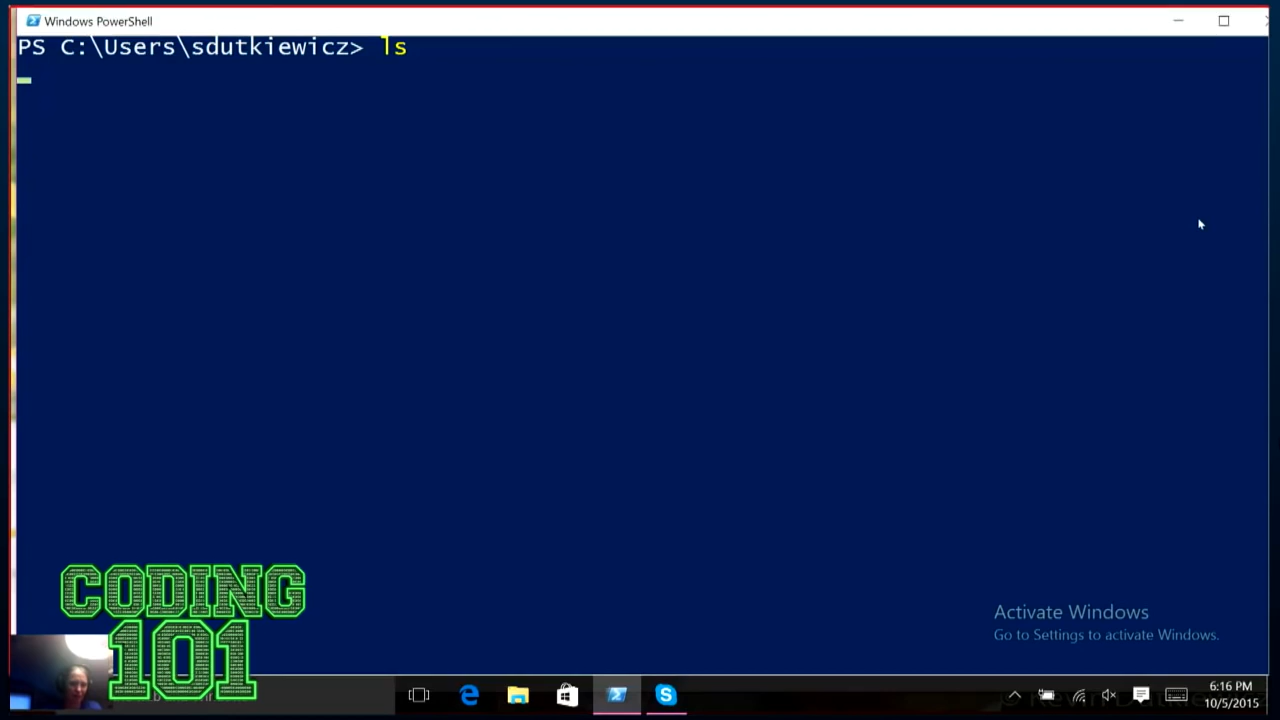 Windows PowerShell
PS C:\Users\sdutkiewicz> ls
CODING
101
Activate Windows
Go to Settings to activate Windows.
6:16 PM
10/5/2015